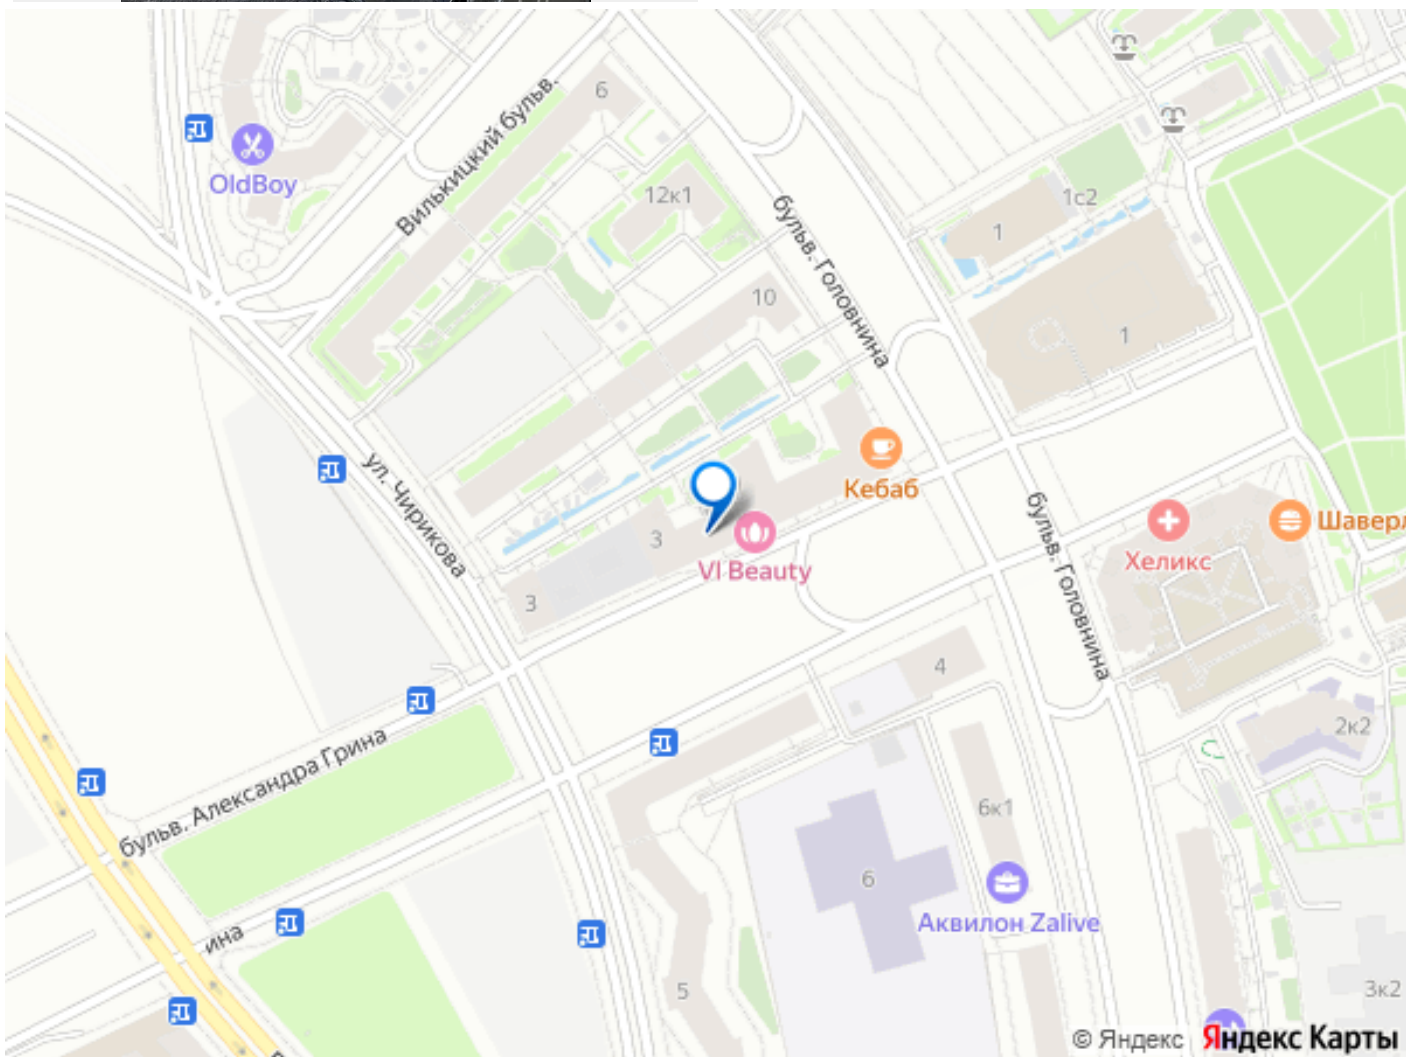 6
OldBoy
Вилькицкий бульв.
12к1
1с2
1
бульв. Головнина
10
1
Кебаб
ул. Чирикова
3
VI Beauty
3
Хеликс
Шаверл
бульв. Головнина
4
2к2
бульв. Александра Грина
6к1
6
Аквилон Zalive
ина
5
3к2
© Яндекс Яндекс Карты